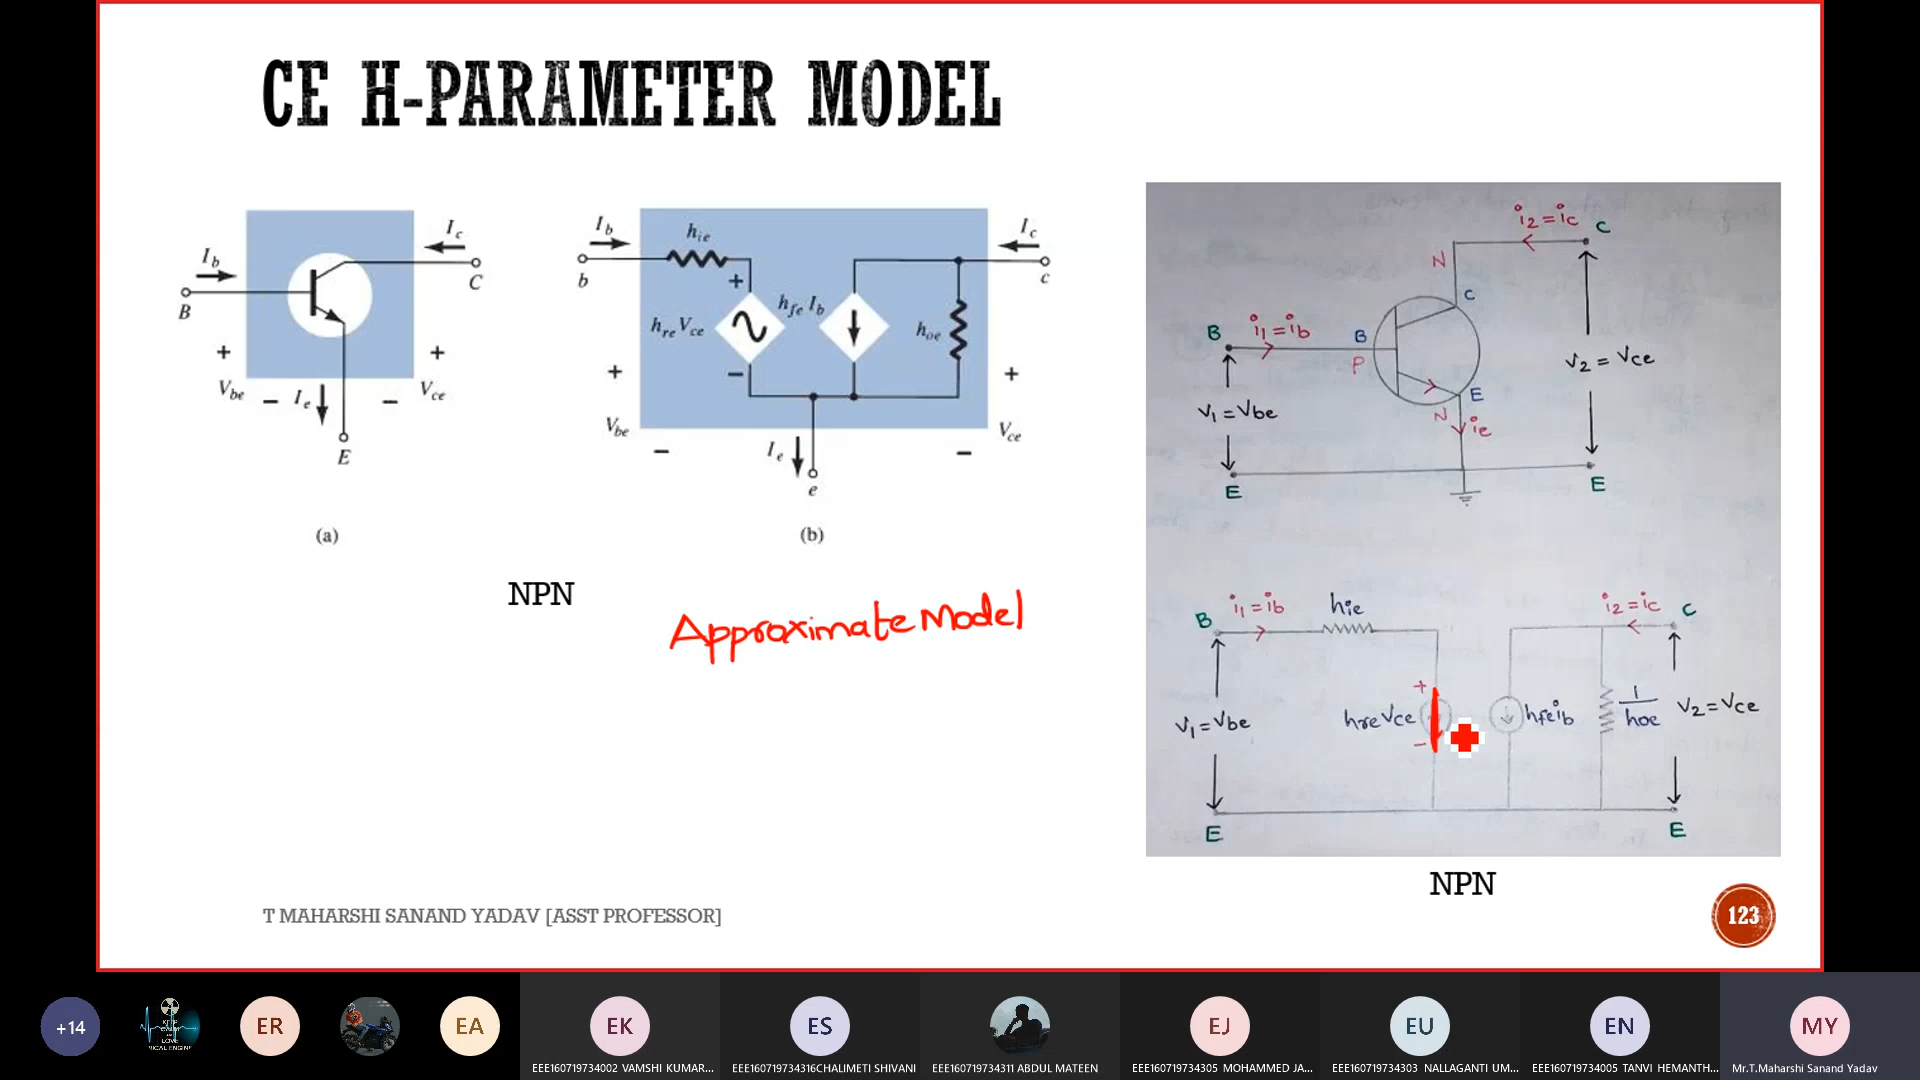 CE H-PARAMETER MODEL
I_b
I_c
B
C
+
+
V_be
− I_e −
V_ce
E
(a)
I_b
h_ie
I_c
b
+
c
h_re V_ce
h_fe I_b
h_oe
−
+
+
V_be
V_ce
−
I_e
−
e
(b)
NPN
Approximate Model
i2=ic C
N
C
B i1=ib B
P
V2=Vce
E
V1=Vbe
N
ie
E
E
B i1=ib
hie
i2=ic C
+
V1=Vbe
hreVce
hfeib
1/hoe
V2=Vce
−
E
E
NPN
T MAHARSHI SANAND YADAV [ASST PROFESSOR]
123
+14
ER
EA
EK
ES
EJ
EU
EN
MY
EEE160719734002 VAMSHI KUMAR...
EEE160719734316CHALIMETI SHIVANI
EEE160719734311 ABDUL MATEEN
EEE160719734305 MOHAMMED JA...
EEE160719734303 NALLAGANTI UM...
EEE160719734005 TANVI HEMANTH...
Mr.T.Maharshi Sanand Yadav